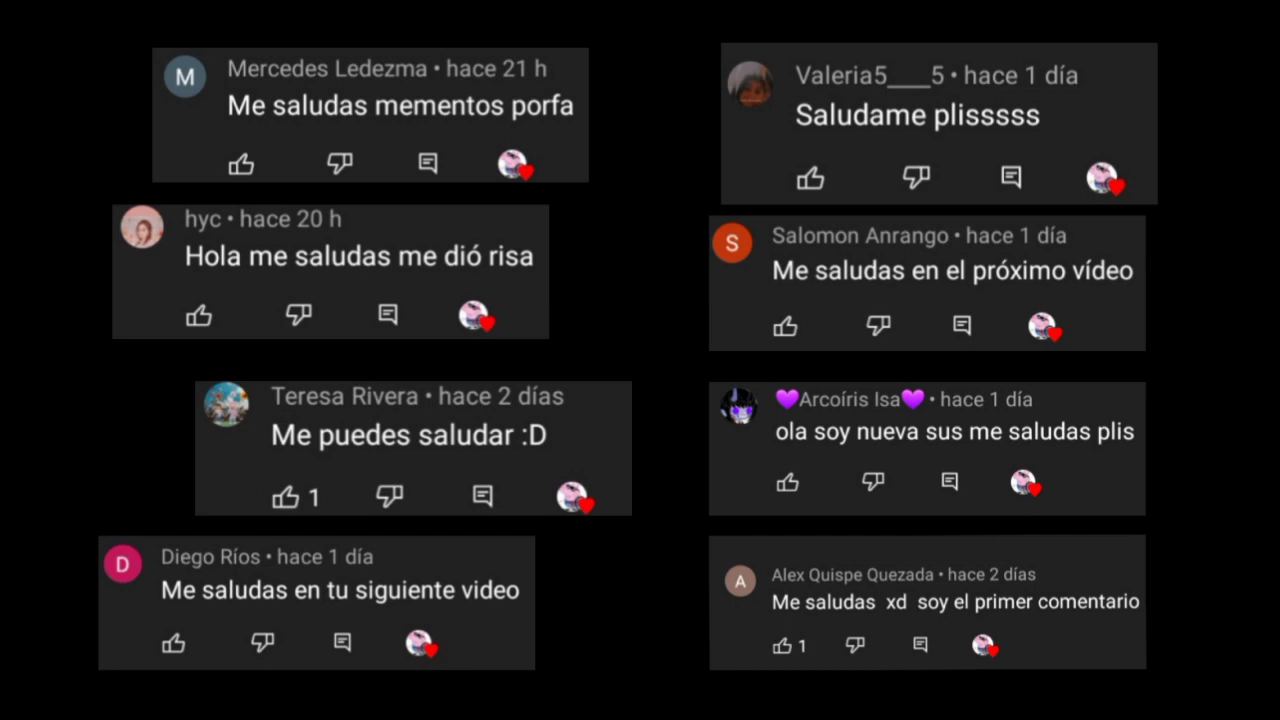 M
Mercedes Ledezma • hace 21 h
Me saludas mementos porfa
hyc • hace 20 h
Hola me saludas me dió risa
Teresa Rivera • hace 2 días
Me puedes saludar :D
1
D
Diego Ríos • hace 1 día
Me saludas en tu siguiente video
Valeria5___5 • hace 1 día
Saludame plisssss
S
Salomon Anrango • hace 1 día
Me saludas en el próximo vídeo
💜Arcoíris Isa💜 • hace 1 día
ola soy nueva sus me saludas plis
A
Alex Quispe Quezada • hace 2 días
Me saludas  xd  soy el primer comentario
1